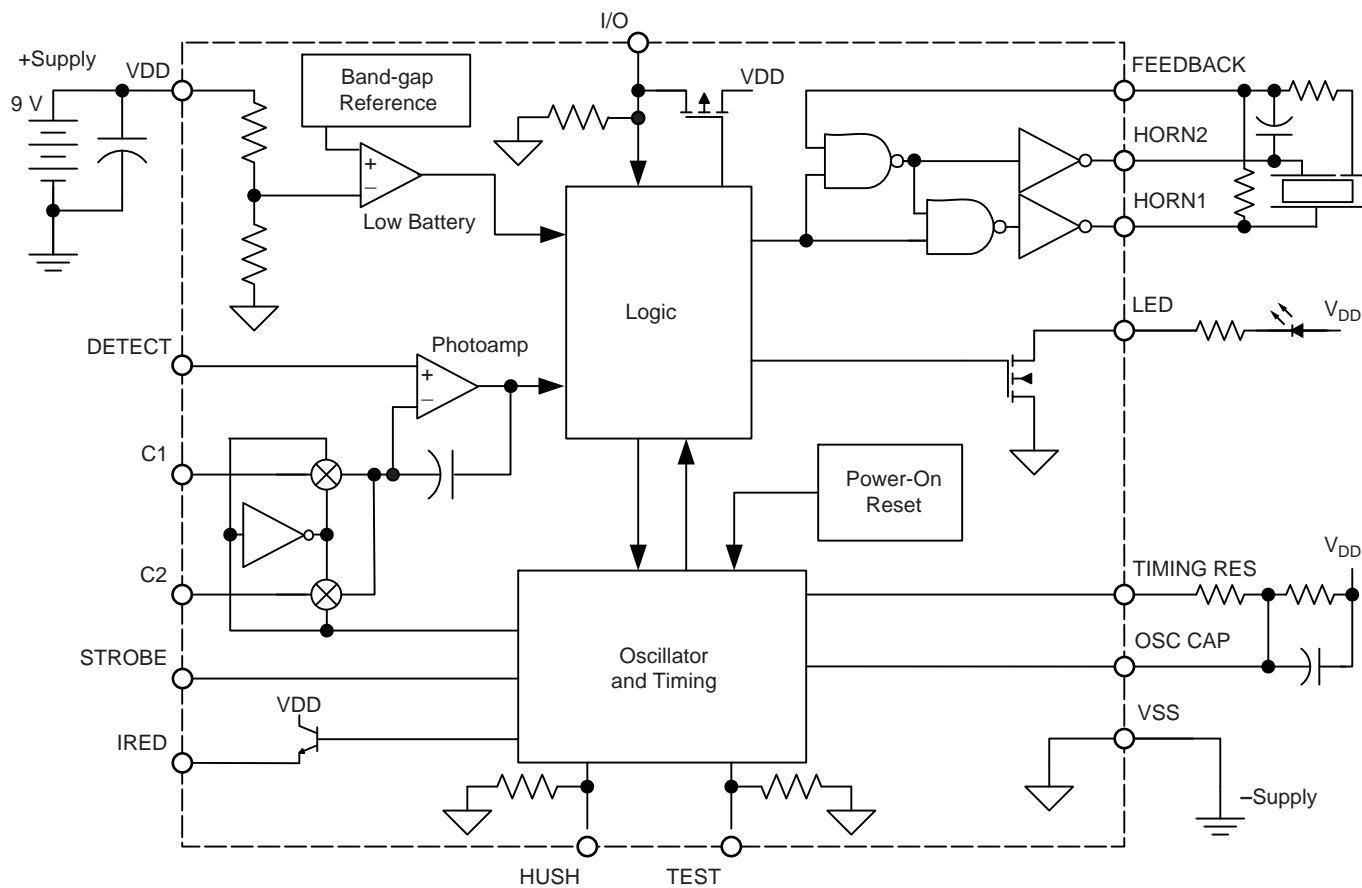 I/O
+Supply
VDD
9 V
Band-gap
Reference
VDD
FEEDBACK
+
–
Low Battery
HORN2
HORN1
Logic
LED
VDD
DETECT
Photoamp
+
–
C1
Power-On
Reset
C2
VDD
TIMING RES
STROBE
Oscillator
and Timing
OSC CAP
VDD
IRED
VSS
–Supply
HUSH
TEST